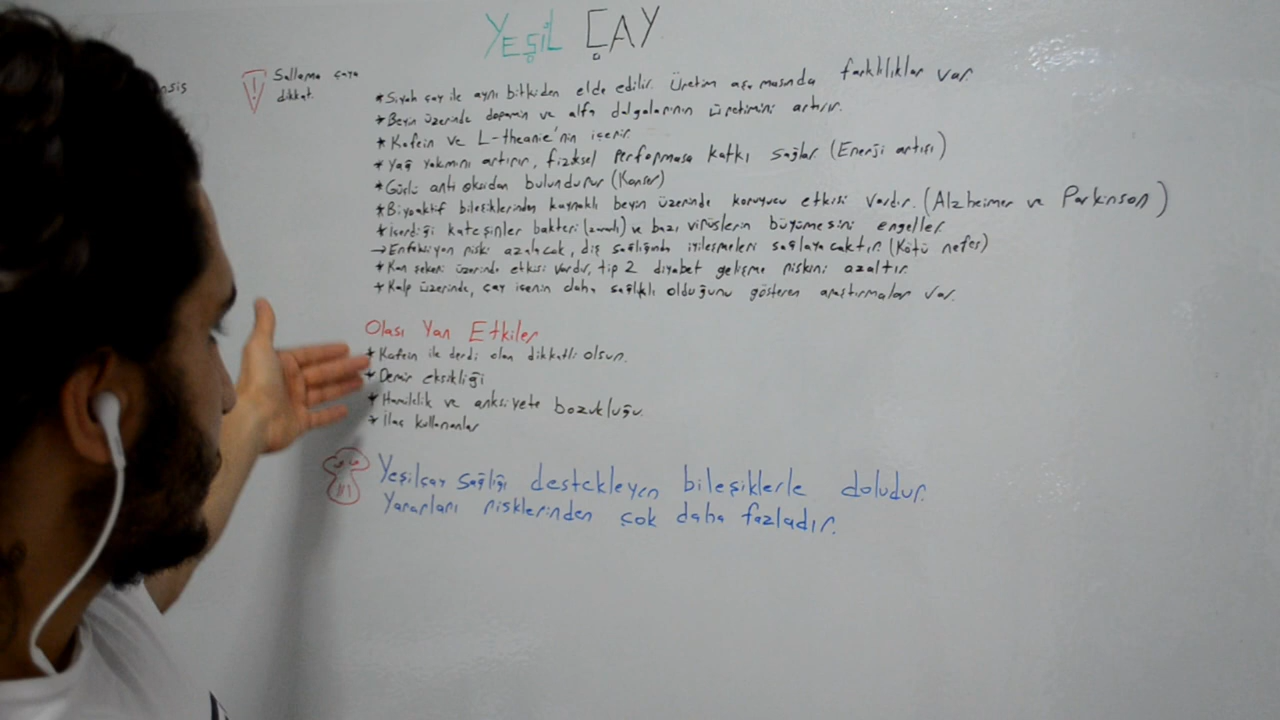 YEŞİL ÇAY
nsis
Sallama çaya
dikkat.
* Siyah çay ile aynı bitkiden elde edilir. Üretim aşamasında farklılıklar var.
* Beyin üzerinde dopamin ve alfa dalgalarının üretimini artırır.
* Kafein ve L-theanie'nin içerir.
* Yağ yakımını artırır, fiziksel performasa katkı sağlar. (Enerji artışı)
* Güçlü anti oksidan bulundurur (Kanser)
* Biyoaktif bileşiklerinden kaynaklı beyin üzerinde koruyucu etkisi vardır. (Alzheimer ve Parkinson)
* İçerdiği kateşinler bakteri (zararlı) ve bazı virüslerin büyümesini engeller.
→ Enfeksiyon riski azalacak, diş sağlığında iyileşmeleri sağlayacaktır. (Kötü nefes)
* Kan şekeri üzerinde etkisi vardır, tip 2 diyabet gelişme riskini azaltır.
* Kalp üzerinde, çay içenin daha sağlıklı olduğunu gösteren araştırmalar var.
Olası Yan Etkiler
* Kafein ile derdi olan dikkatli olsun.
* Demir eksikliği
* Hamilelik ve anksiyete bozukluğu.
* İlaç kullananlar
Yeşilçay sağlığı destekleyen bileşiklerle doludur.
Yararları risklerinden çok daha fazladır.